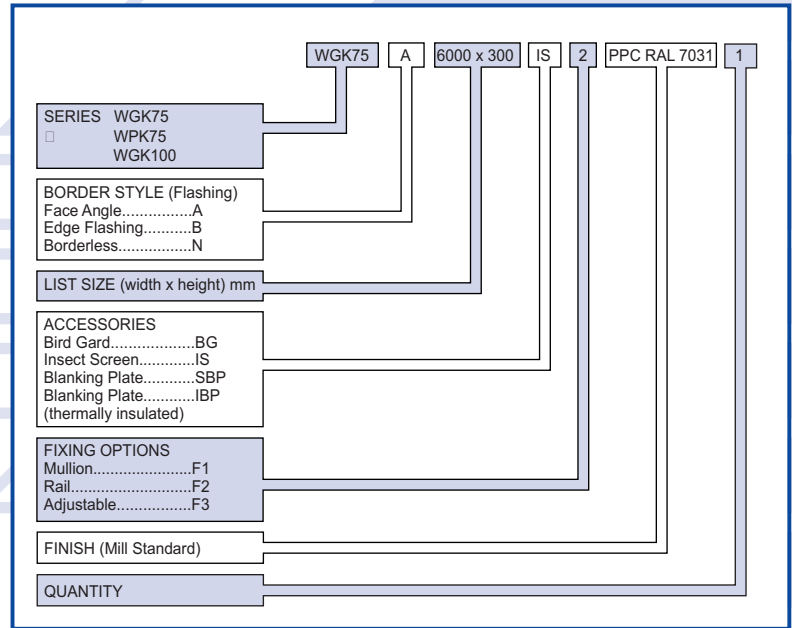 WGK75 A 6000 x 300 IS 2 PPC RAL 7031 1
SERIES WGK75
WPK75
WGK100
BORDER STYLE (Flashing)
Face Angle...............A
Edge Flashing...........B
Borderless.................N
LIST SIZE (width x height) mm
ACCESSORIES
Bird Gard...................BG
Insect Screen............IS
Blanking Plate...........SBP
Blanking Plate...........IBP
(thermally insulated)
FIXING OPTIONS
Mullion......................F1
Rail...........................F2
Adjustable.................F3
FINISH (Mill Standard)
QUANTITY